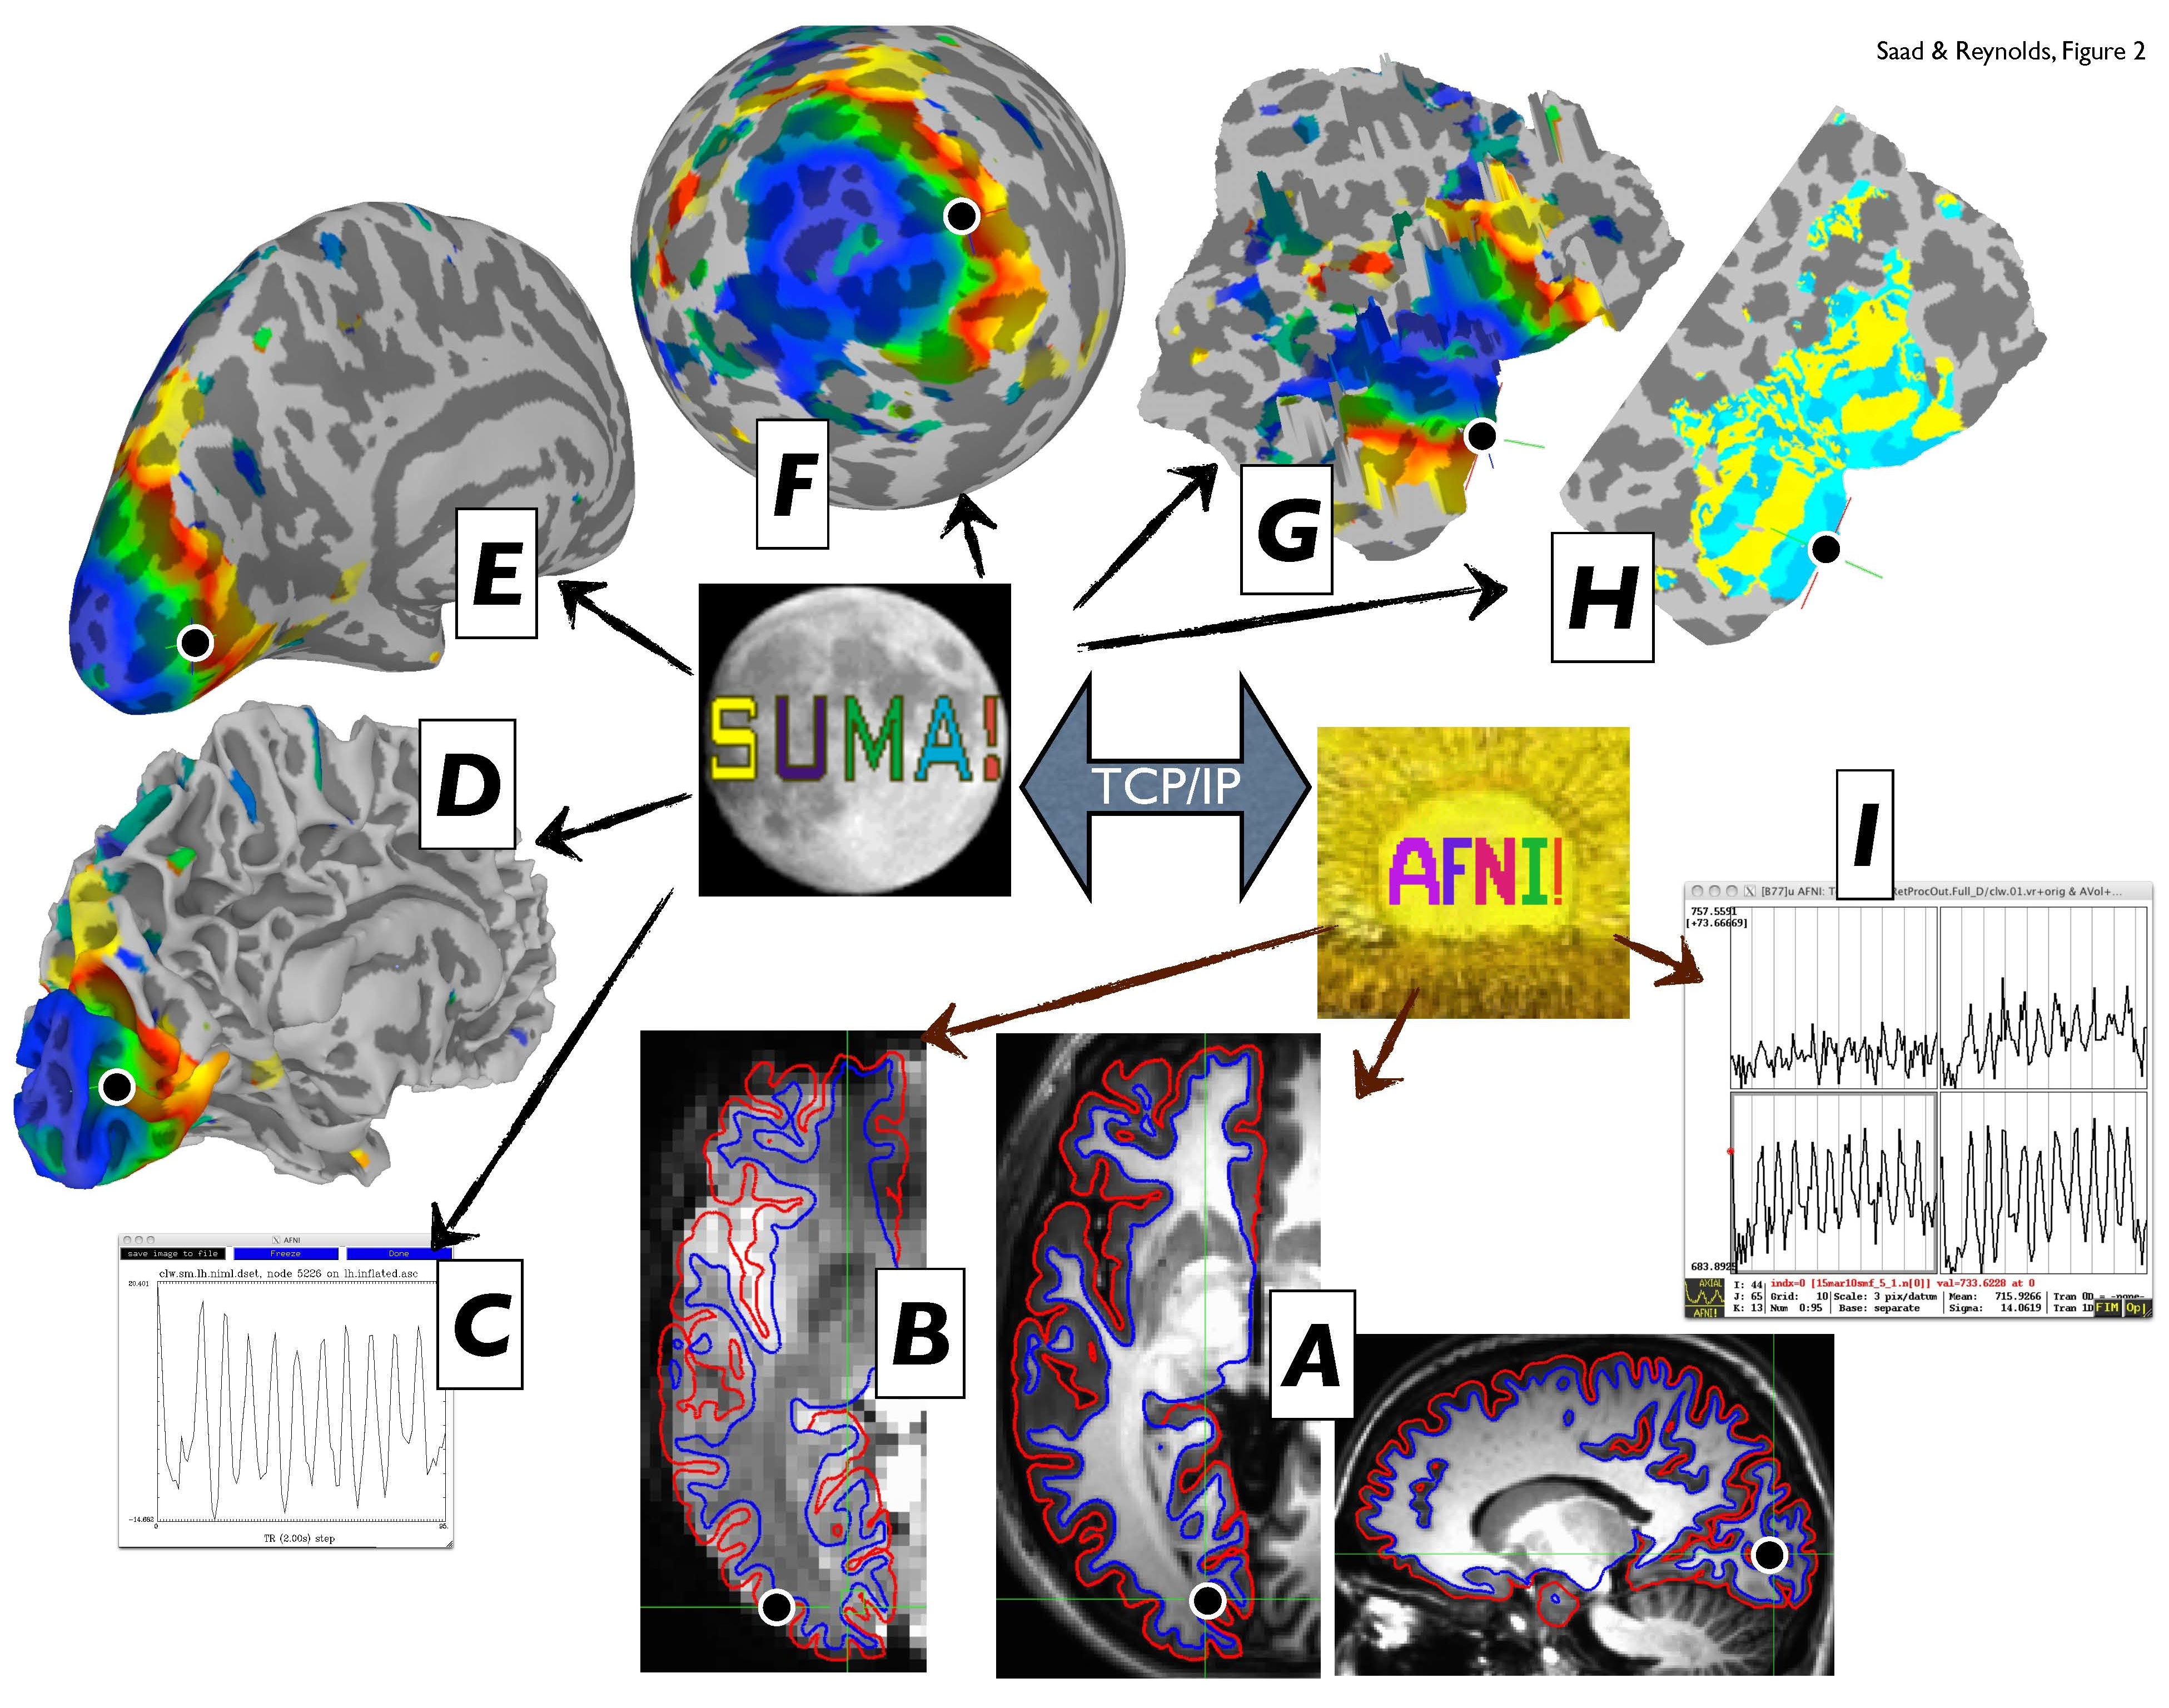 Saad & Reynolds, Figure 2
F
G
E
H
SUMA!
D
TCP/IP
AFNI!
I
[B77]u AFNI: T RetProcOut.Full_D/clw.01.vr+orig & AVol+...
757.5591
[+73.66669]
C
AFNI
save image to file Freeze Done
clw.sm.lh.niml.dset, node 5226 on lh.inflated.asc
20.401
-14.682
0 95.
TR (2.00s) step
B
A
683.8925
AXIAL
AFNI!
I: 44 indx=0 [15mar10smf_5_1.n[0]] val=733.6228 at 0
J: 65 Grid: 10 Scale: 3 pix/datum Mean: 715.9266 Tran 0D = -none-
K: 13 Num 0:95 Base: separate Sigma: 14.0619 Tran 1D FIM Opt